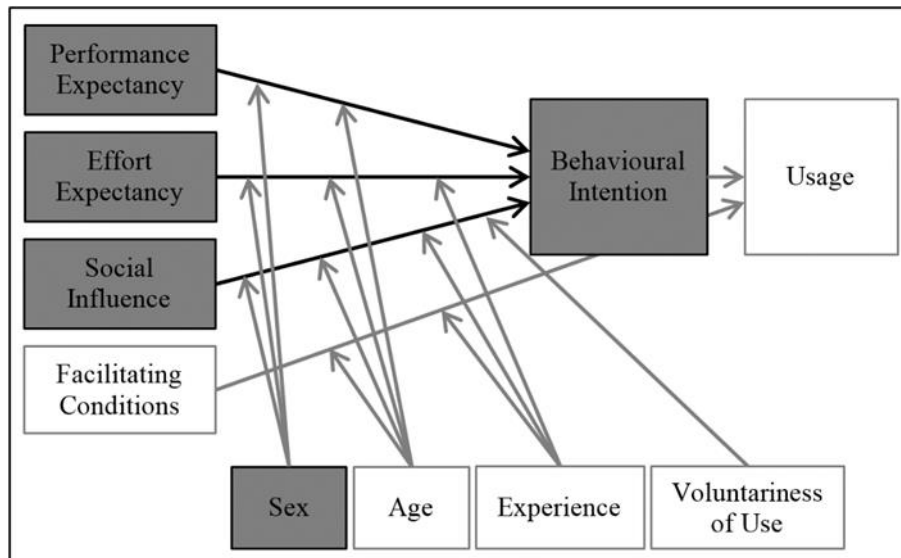 Performance
Expectancy
Effort
Expectancy
Behavioural
Intention
Usage
Social
Influence
Facilitating
Conditions
Sex
Age
Experience
Voluntariness
of Use